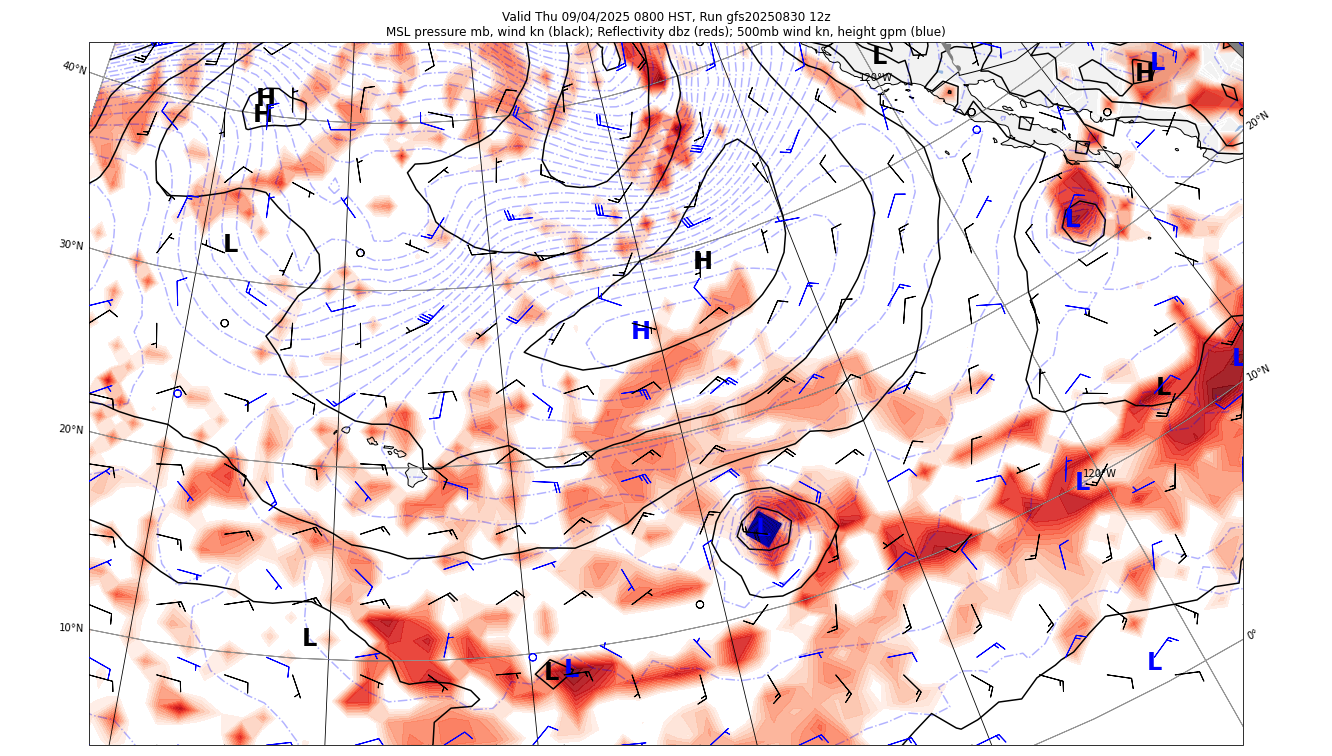 Valid Thu 09/04/2025 0800 HST, Run gfs20250830 12z
MSL pressure mb, wind kn (black); Reflectivity dbz (reds); 500mb wind kn, height gpm (blue)
L
120°W
H
L
40°N
H
H
20°N
L
L
30°N
H
H
L
10°N
L
20°N
120°W
L
10°N
L
0°
L
L
L